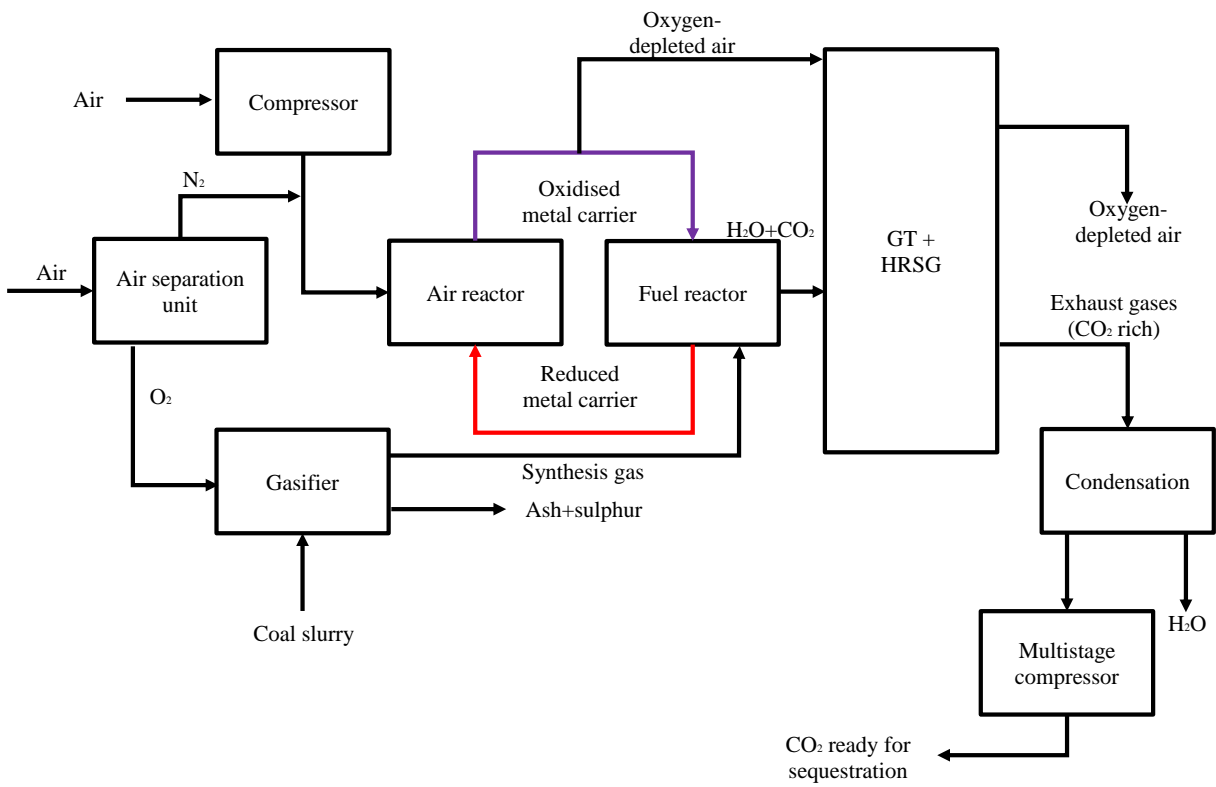 Oxygen-
depleted air
Air
Compressor
N₂
Oxidised
metal carrier
H₂O+CO₂
GT +
HRSG
Oxygen-
depleted air
Air
Air separation
unit
Air reactor
Fuel reactor
Exhaust gases
(CO₂ rich)
O₂
Reduced
metal carrier
Gasifier
Synthesis gas
Ash+sulphur
Condensation
Coal slurry
H₂O
Multistage
compressor
CO₂ ready for
sequestration